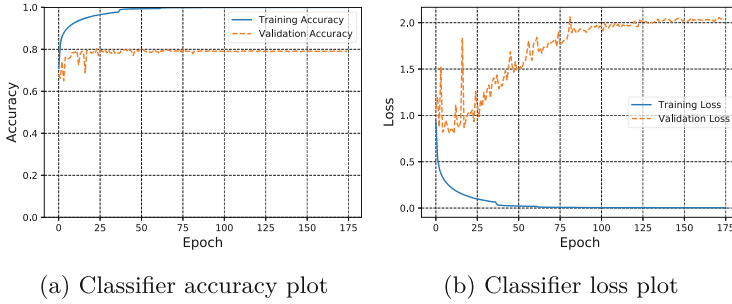 1.0
0.8
0.6
0.4
0.2
0.0
Accuracy
0
25
50
75
100
125
150
175
Epoch
Training Accuracy
Validation Accuracy
(a) Classifier accuracy plot
2.0
1.5
1.0
0.5
0.0
Loss
0
25
50
75
100
125
150
175
Epoch
Training Loss
Validation Loss
(b) Classifier loss plot